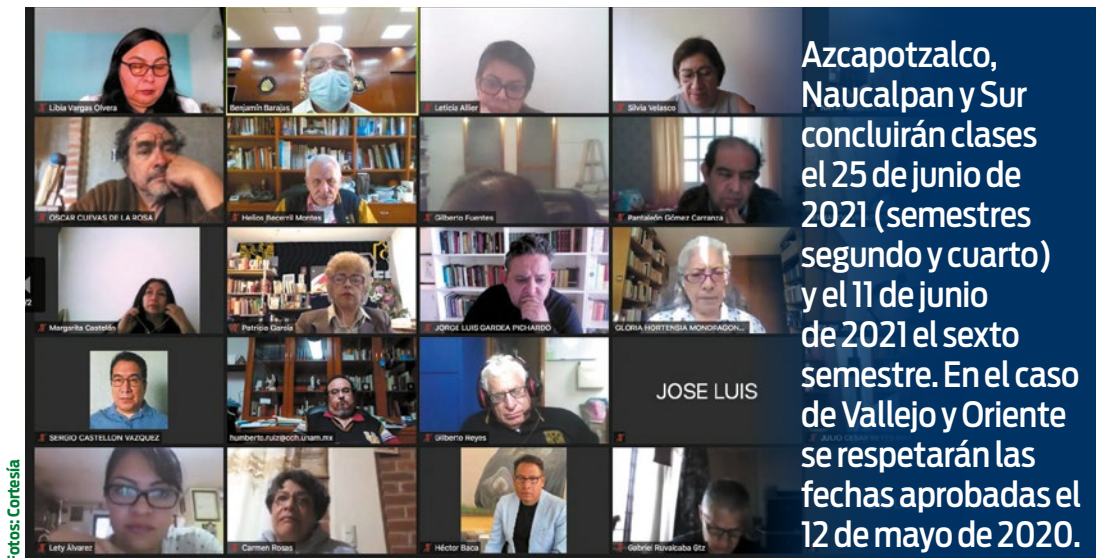 Libia Vargas Olvera
Benjamín Barajas
Leticia Allier
Silvia Velasco
OSCAR CUEVAS DE LA ROSA
Helios Becerril Montes
Gilberto Fuentes
Pantaleón Gómez Carranza
Margarita Castelán
Patricia García
JORGE LUIS GARDEA PICHARDO
GLORIA HORTENSIA MONDRAGON...
SERGIO CASTELLON VAZQUEZ
humberto.ruiz@cch.unam.mx
Gilberto Reyes
JOSE LUIS
Lety Álvarez
Carmen Rosas
Héctor Baca
Gabriel Ruvalcaba Gtz
Azcapotzalco,
Naucalpan y Sur
concluirán clases
el 25 de junio de
2021 (semestres
segundo y cuarto)
y el 11 de junio
de 2021 el sexto
semestre. En el caso
de Vallejo y Oriente
se respetarán las
fechas aprobadas el
12 de mayo de 2020.